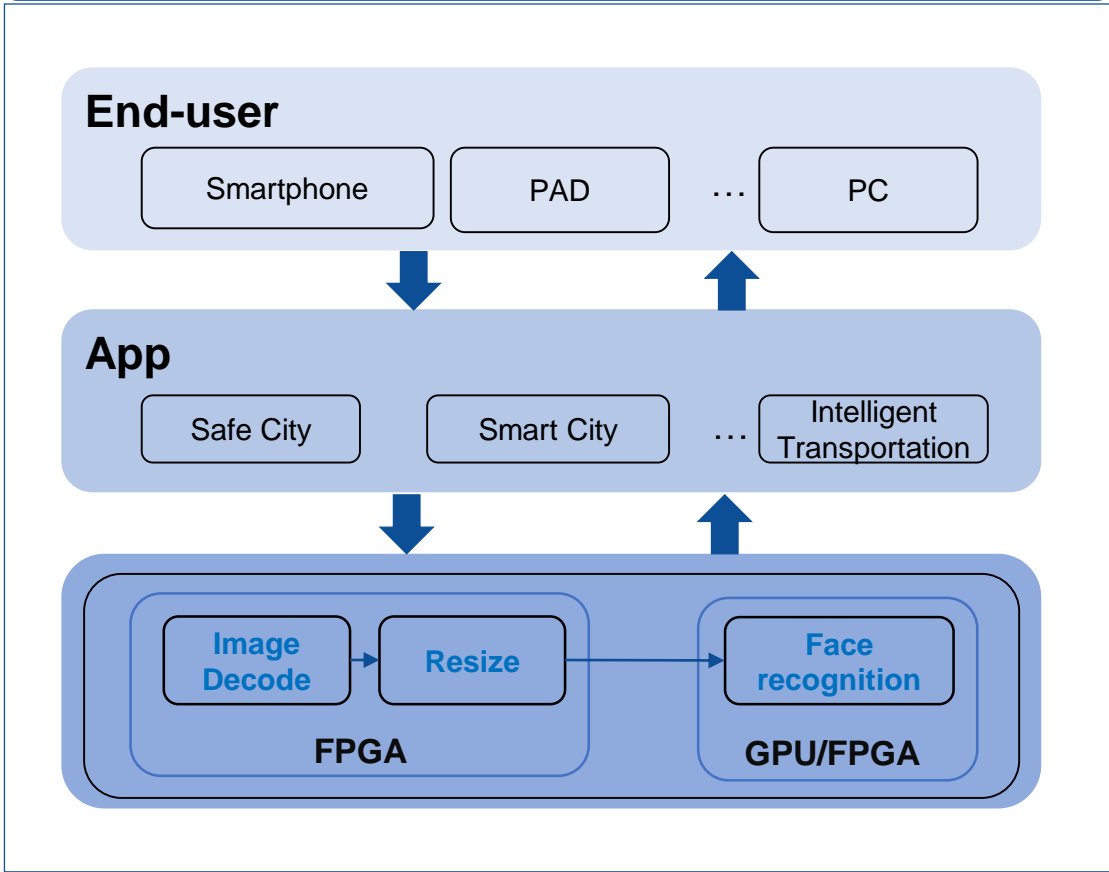 End-user
Smartphone
PAD
...
PC
App
Safe City
Smart City
...
Intelligent
Transportation
Image
Decode
Resize
Face
recognition
FPGA
GPU/FPGA